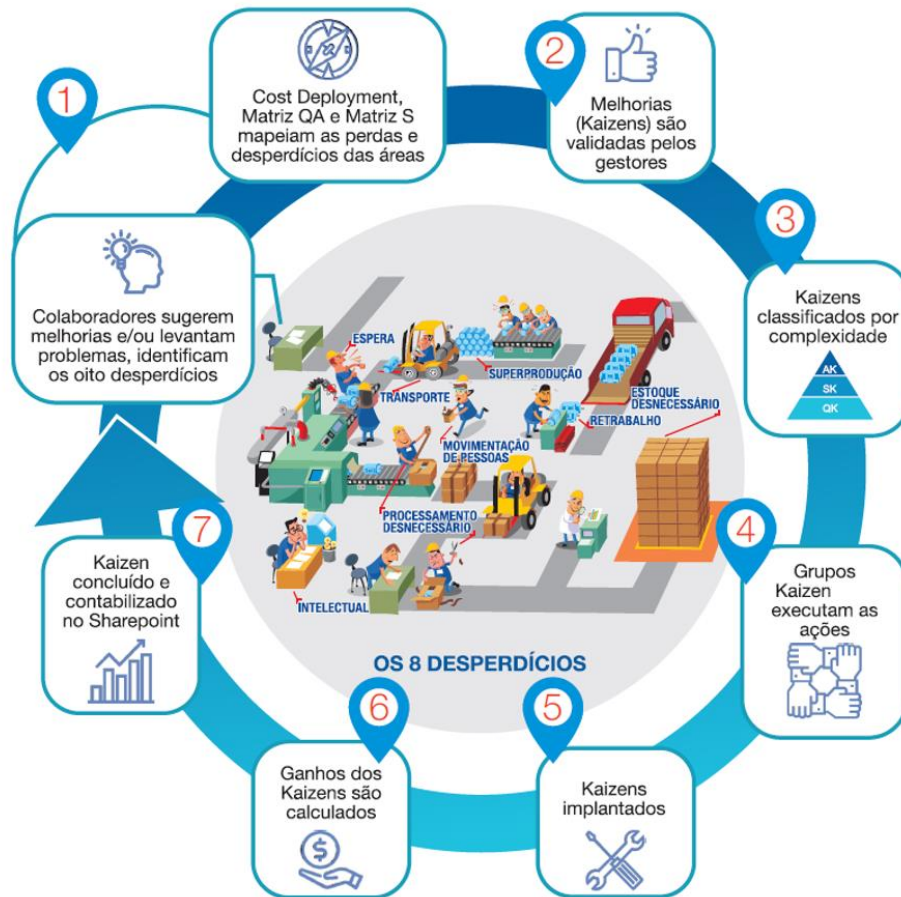 1
Cost Deployment,
Matriz QA e Matriz S
mapeiam as perdas e
desperdícios das áreas
Colaboradores sugerem
melhorias e/ou levantam
problemas, identificam
os oito desperdícios
2
Melhorias
(Kaizens) são
validadas pelos
gestores
3
Kaizens
classificados por
complexidade
AK
SK
QK
4
Grupos
Kaizen
executam as
ações
5
Kaizens
implantados
6
Ganhos dos
Kaizens são
calculados
$
7
Kaizen
concluído e
contabilizado
no Sharepoint
ESPERA
SUPERPRODUÇÃO
TRANSPORTE
ESTOQUE
DESNECESSÁRIO
RETRABALHO
MOVIMENTAÇÃO
DE PESSOAS
PROCESSAMENTO
DESNECESSÁRIO
INTELECTUAL
OS 8 DESPERDÍCIOS